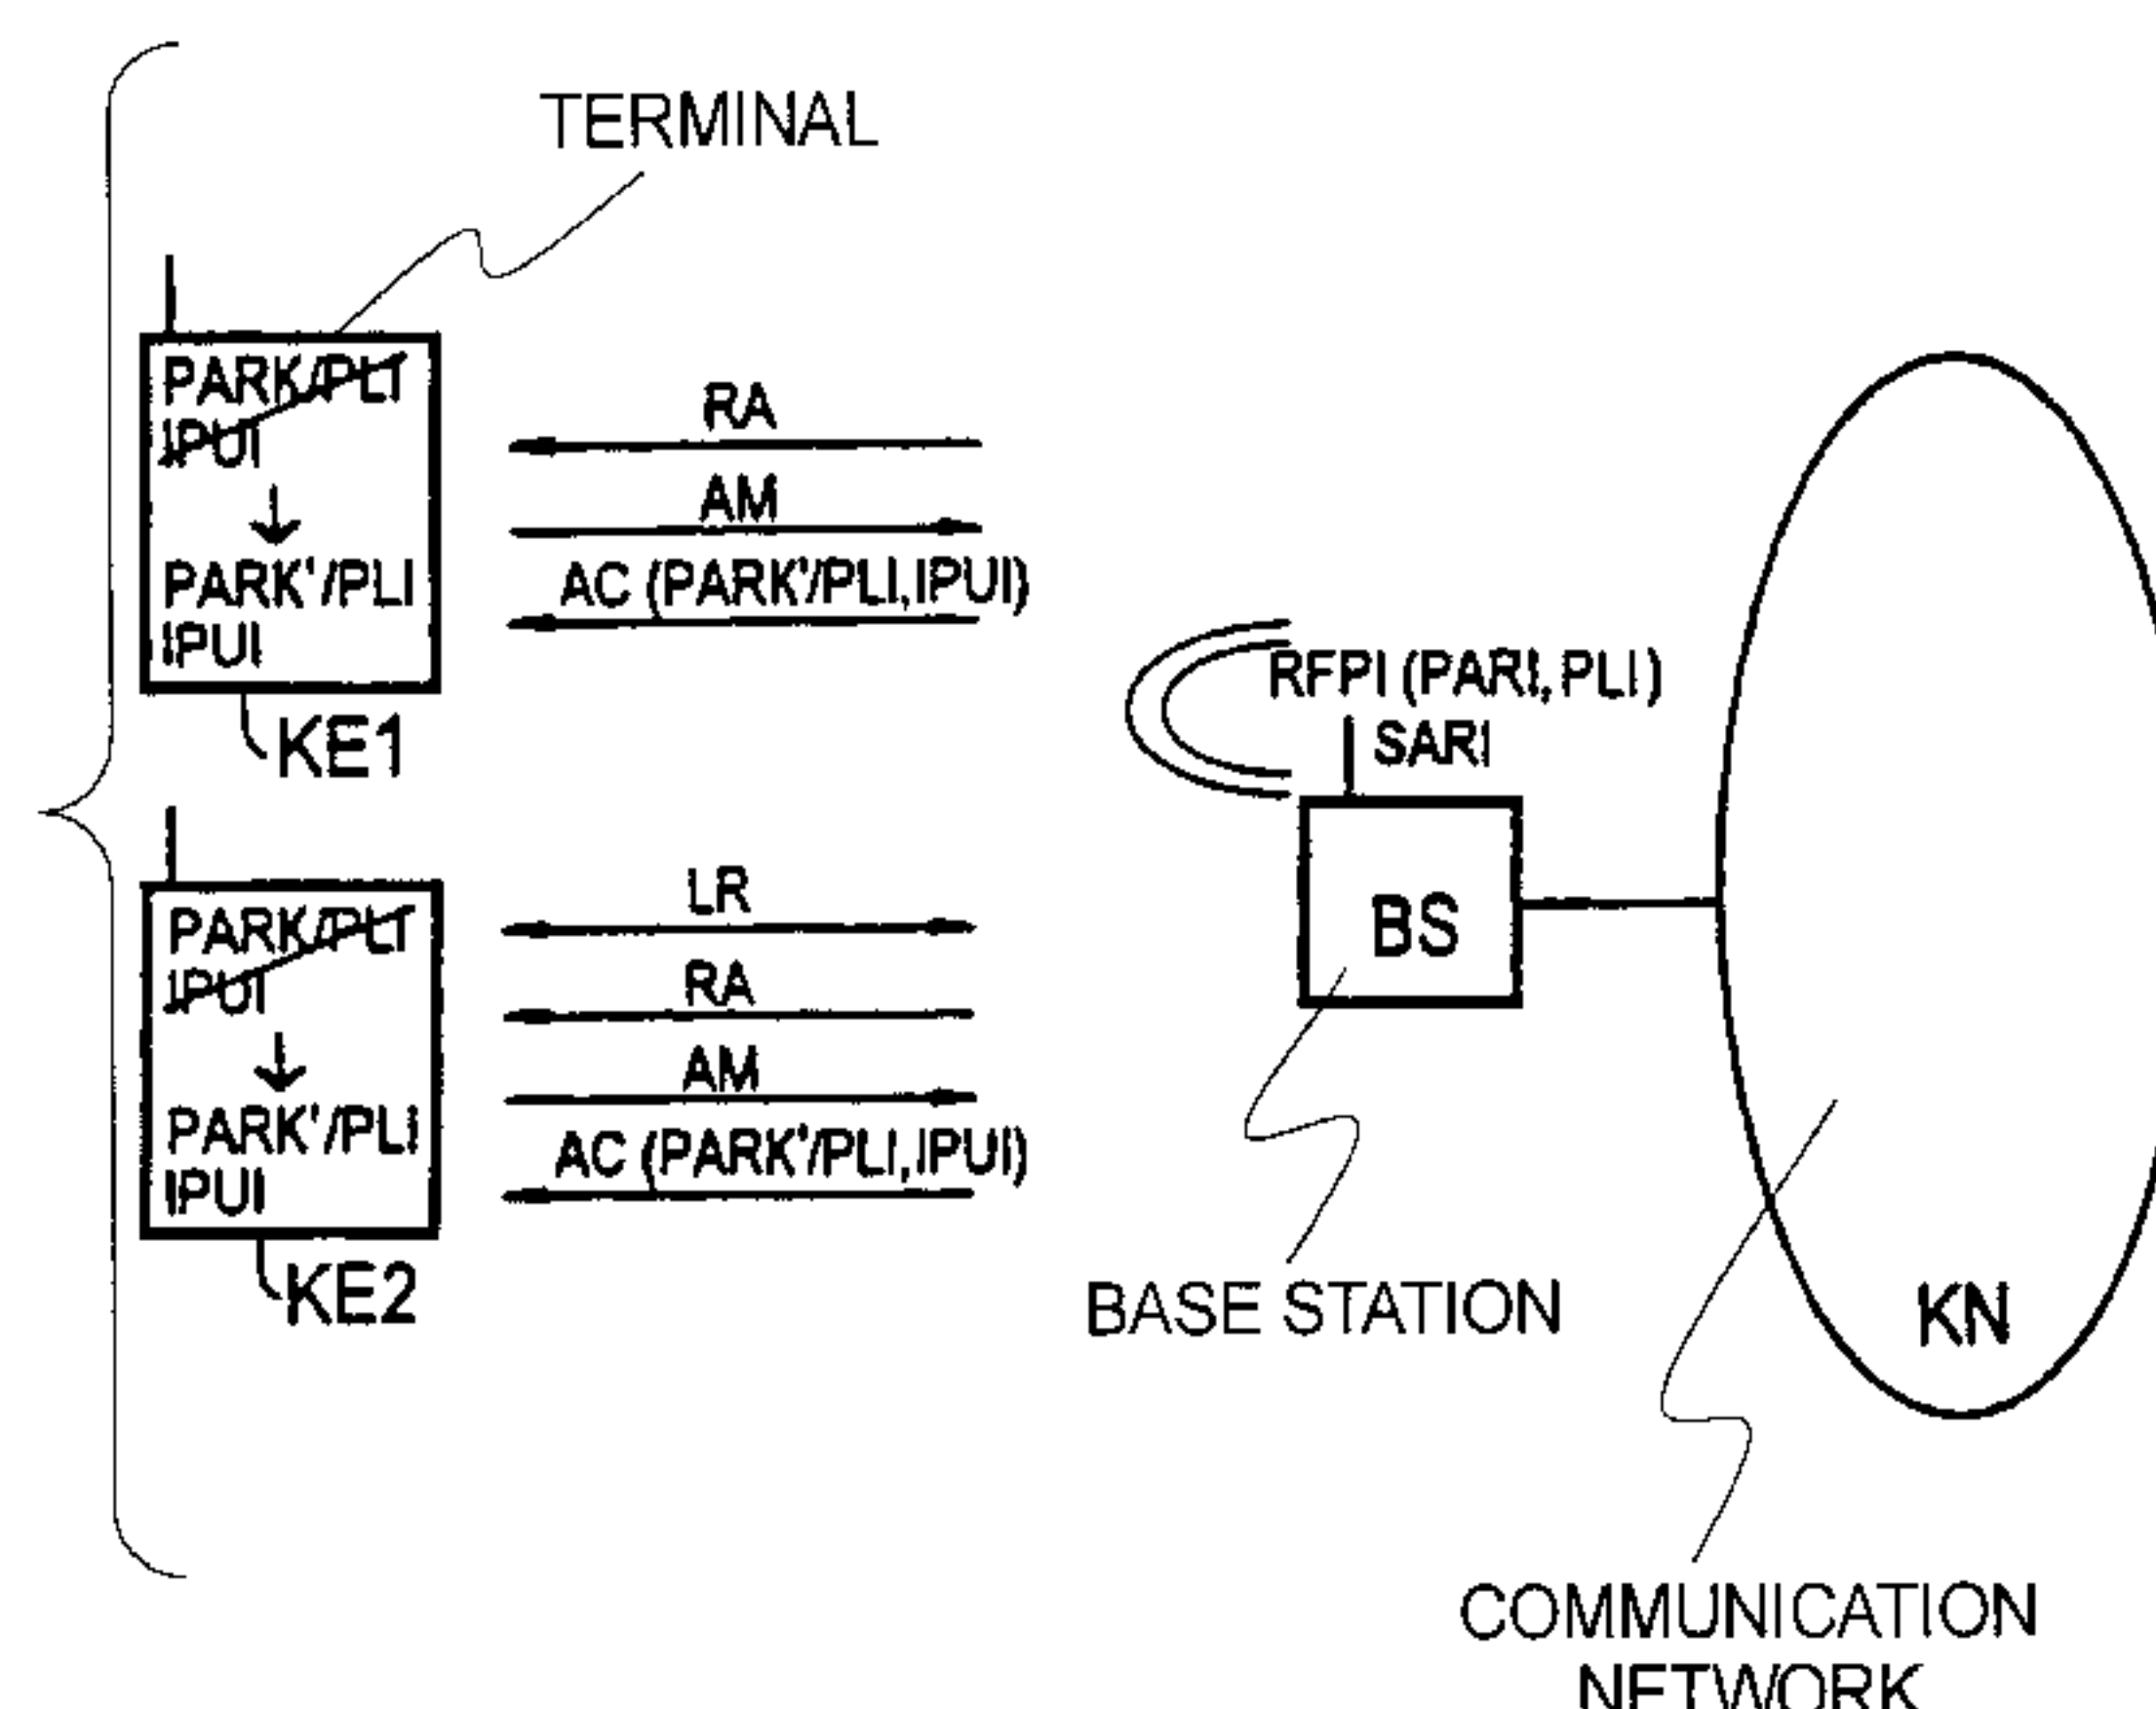 TERMINAL
PARK/PLI
IPUI
PARK'/PLI
IPUI
KE1
RA
AM
AC (PARK'/PLI, IPUI)
RFPI (PARI, PLI)
SARI
BS
PARK/PLI
IPUI
PARK'/PLI
IPUI
KE2
LR
RA
AM
AC (PARK'/PLI, IPUI)
BASE STATION
KN
COMMUNICATION
NETWORK